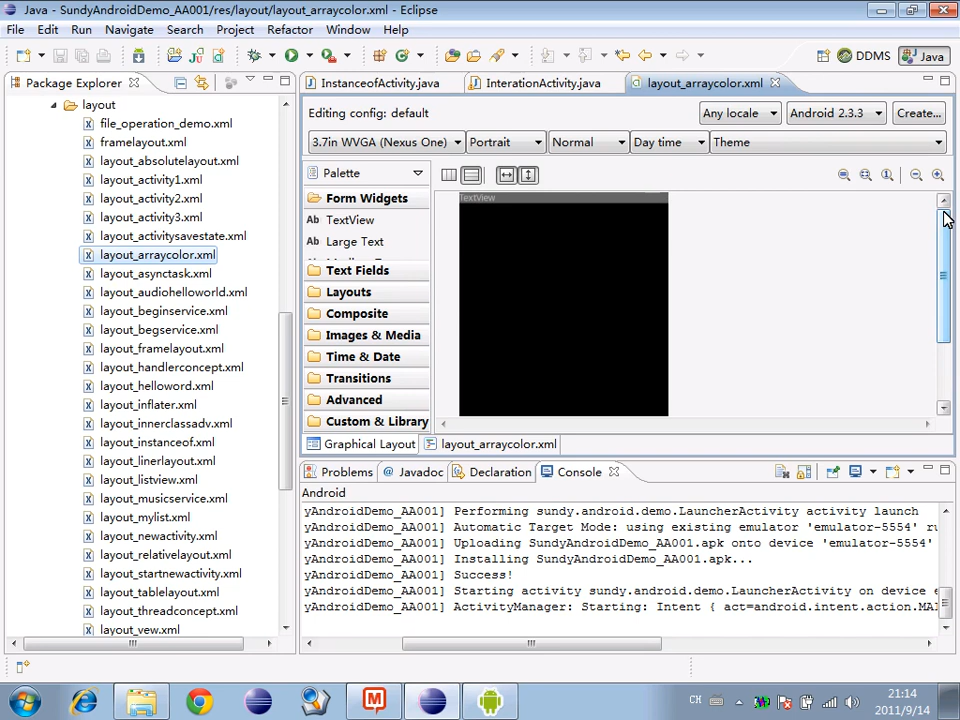 Java - SundyAndroidDemo_AA001/res/layout/layout_arraycolor.xml - Eclipse
File Edit Run Navigate Search Project Refactor Window Help
DDMS Java
Package Explorer
InstanceofActivity.java InterationActivity.java layout_arraycolor.xml
layout
file_operation_demo.xml
framelayout.xml
layout_absolutelayout.xml
layout_activity1.xml
layout_activity2.xml
layout_activity3.xml
layout_activitysavestate.xml
layout_arraycolor.xml
layout_asynctask.xml
layout_audiohelloworld.xml
layout_beginservice.xml
layout_begservice.xml
layout_framelayout.xml
layout_handlerconcept.xml
layout_helloword.xml
layout_inflater.xml
layout_innerclassadv.xml
layout_instanceof.xml
layout_linerlayout.xml
layout_listview.xml
layout_musicservice.xml
layout_mylist.xml
layout_newactivity.xml
layout_relativelayout.xml
layout_startnewactivity.xml
layout_tablelayout.xml
layout_threadconcept.xml
layout_vew.xml
Editing config: default
Any locale Android 2.3.3 Create...
3.7in WVGA (Nexus One) Portrait Normal Day time Theme
Palette
Form Widgets
Ab TextView
Ab Large Text
Text Fields
Layouts
Composite
Images & Media
Time & Date
Transitions
Advanced
Custom & Library
TextView
Graphical Layout layout_arraycolor.xml
Problems @ Javadoc Declaration Console
Android
yAndroidDemo_AA001] Performing sundy.android.demo.LauncherActivity activity launch
yAndroidDemo_AA001] Automatic Target Mode: using existing emulator 'emulator-5554' ru
yAndroidDemo_AA001] Uploading SundyAndroidDemo_AA001.apk onto device 'emulator-5554'
yAndroidDemo_AA001] Installing SundyAndroidDemo_AA001.apk...
yAndroidDemo_AA001] Success!
yAndroidDemo_AA001] Starting activity sundy.android.demo.LauncherActivity on device e
yAndroidDemo_AA001] ActivityManager: Starting: Intent { act=android.intent.action.MAI
CH
21:14
2011/9/14